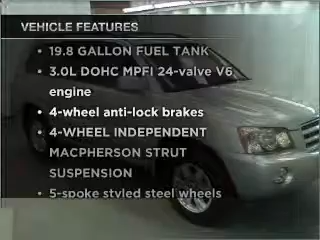 VEHICLE FEATURES
• 19.8 GALLON FUEL TANK
• 3.0L DOHC MPFI 24-valve V6
engine
• 4-wheel anti-lock brakes
• 4-WHEEL INDEPENDENT
MACPHERSON STRUT
SUSPENSION
• 5-spoke styled steel wheels